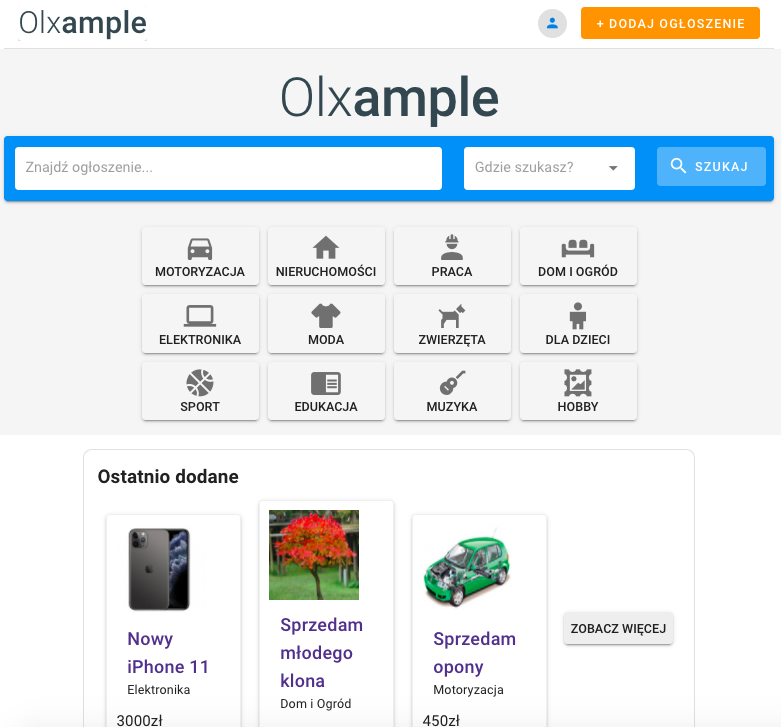 Olxample
+ DODAJ OGŁOSZENIE
Olxample
Znajdź ogłoszenie...
Gdzie szukasz?
SZUKAJ
MOTORYZACJA
NIERUCHOMOŚCI
PRACA
DOM I OGRÓD
ELEKTRONIKA
MODA
ZWIERZĘTA
DLA DZIECI
SPORT
EDUKACJA
MUZYKA
HOBBY
Ostatnio dodane
Nowy
iPhone 11
Elektronika
3000zł
Sprzedam
młodego
klona
Dom i Ogród
Sprzedam
opony
Motoryzacja
450zł
ZOBACZ WIĘCEJ